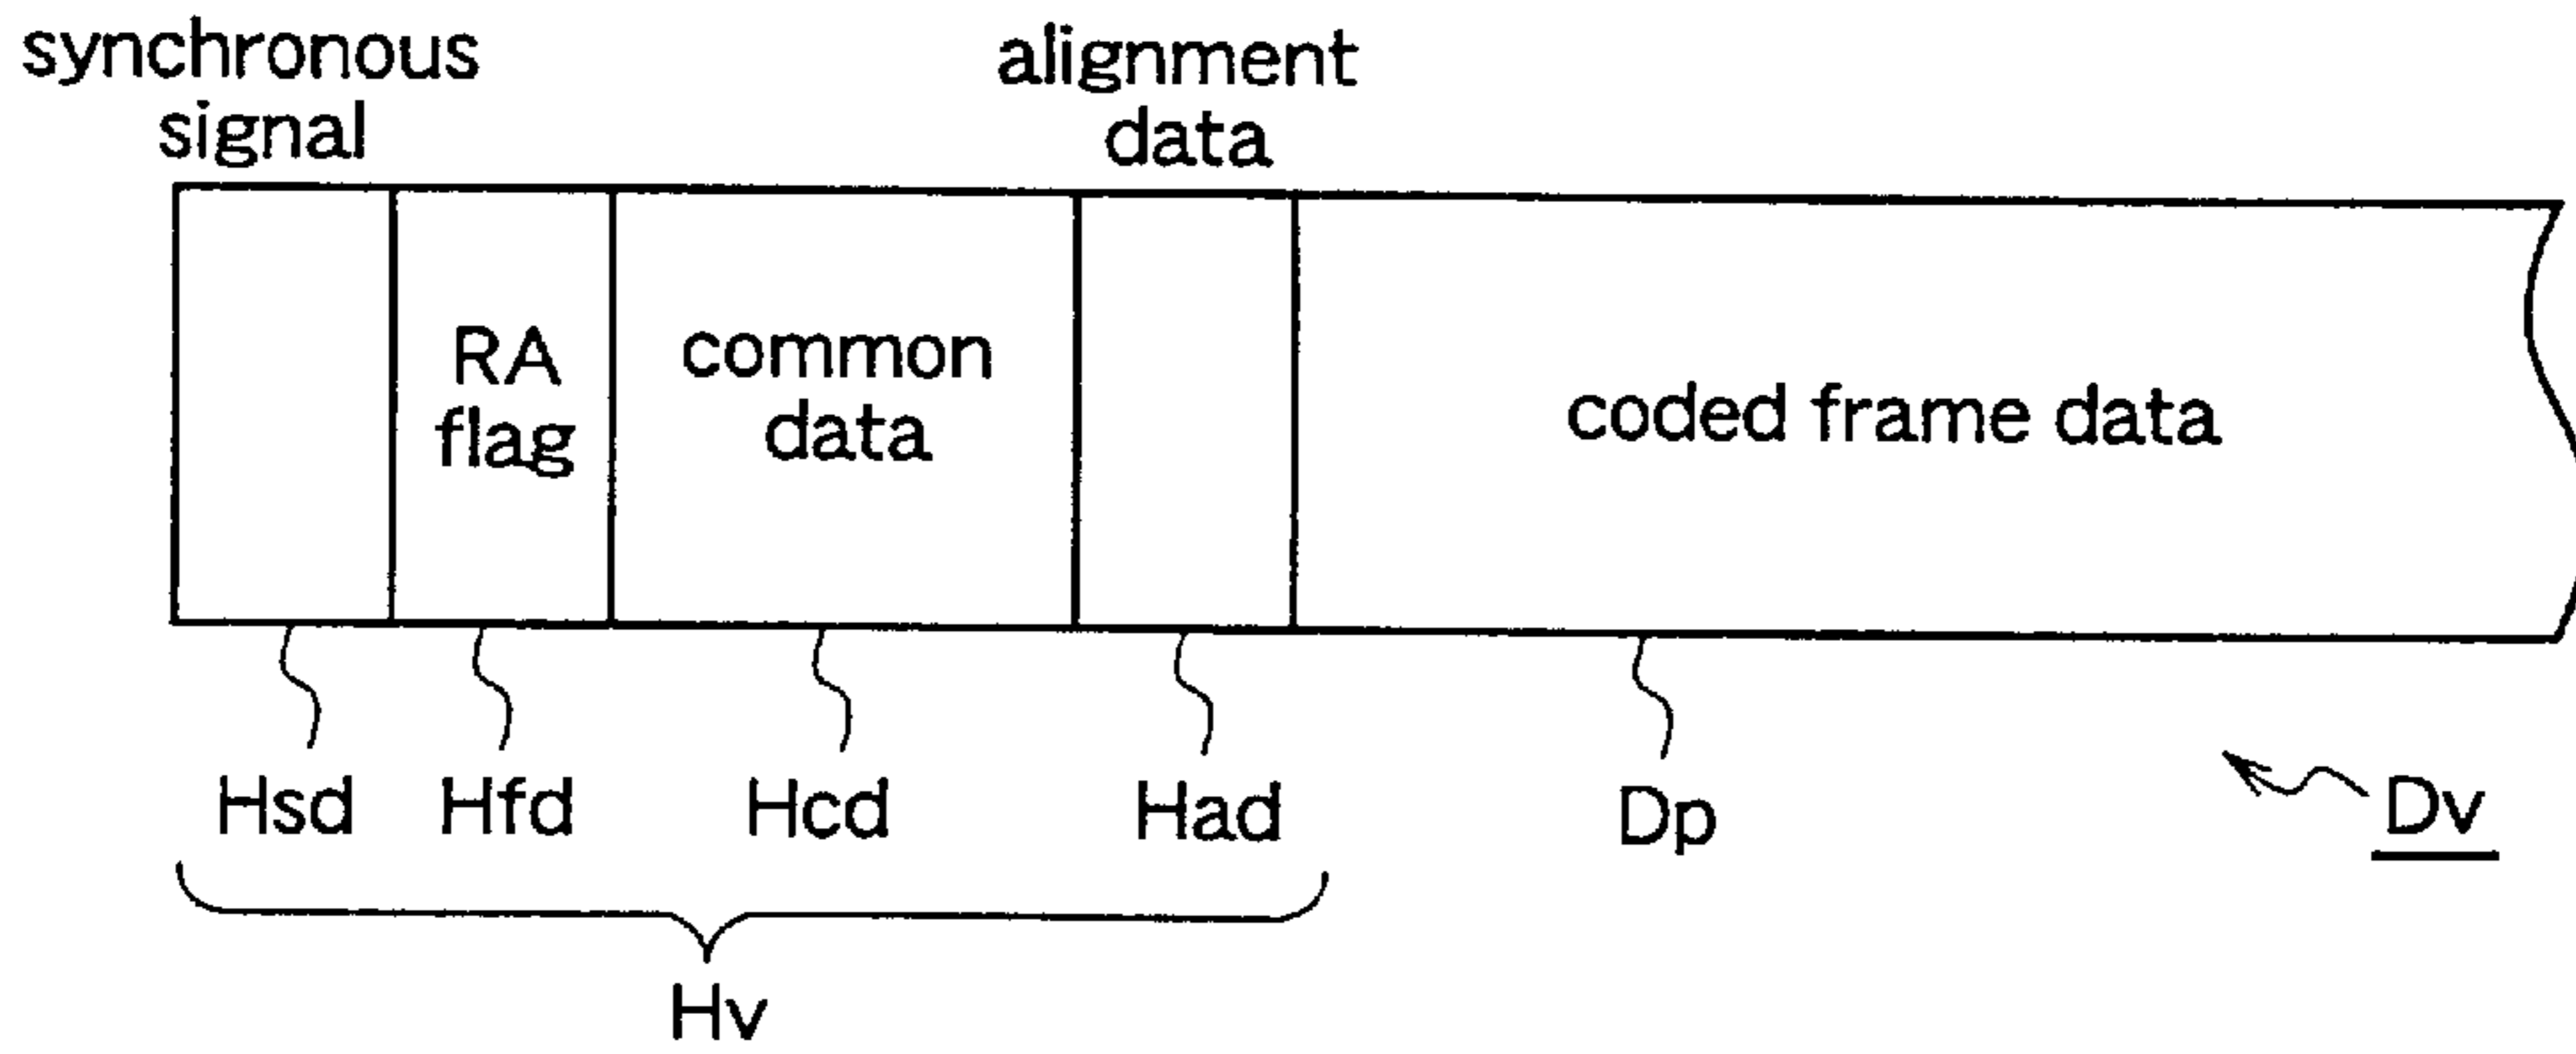 synchronous
signal
alignment
data
RA
flag
common
data
coded frame data
Hsd
Hfd
Hcd
Had
Dp
Dv
Hv